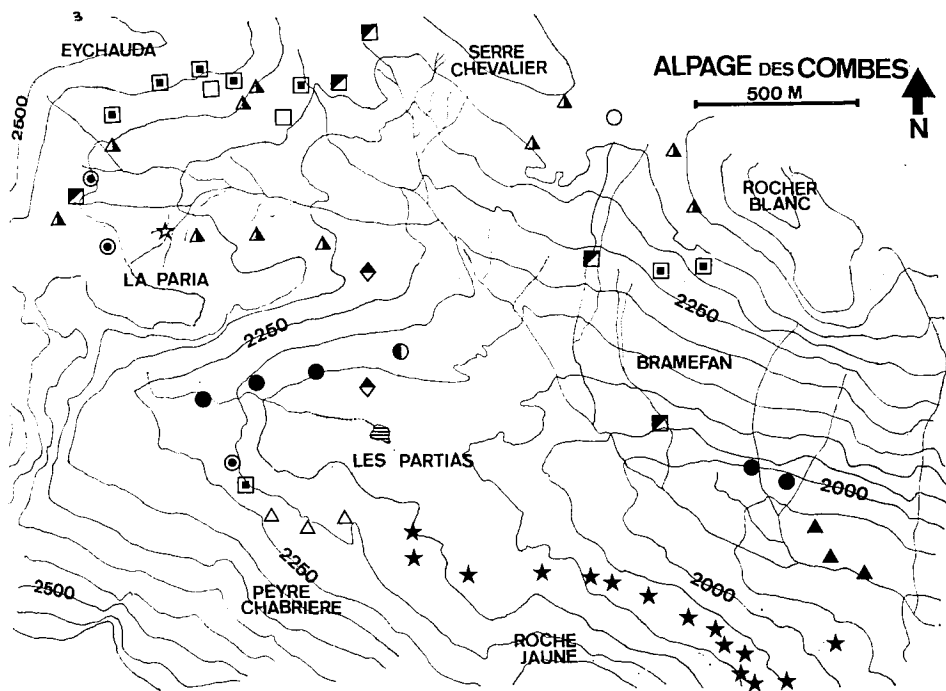 3
EYCHAUDA
SERRE
CHEVALIER
ALPAGE DES COMBES
500 M
N
2500
ROCHER
BLANC
LA PARIA
2250
2250
BRAMEFAN
LES PARTIAS
2000
2250
2500
PEYRE
CHABRIERE
2000
ROCHE
JAUNE